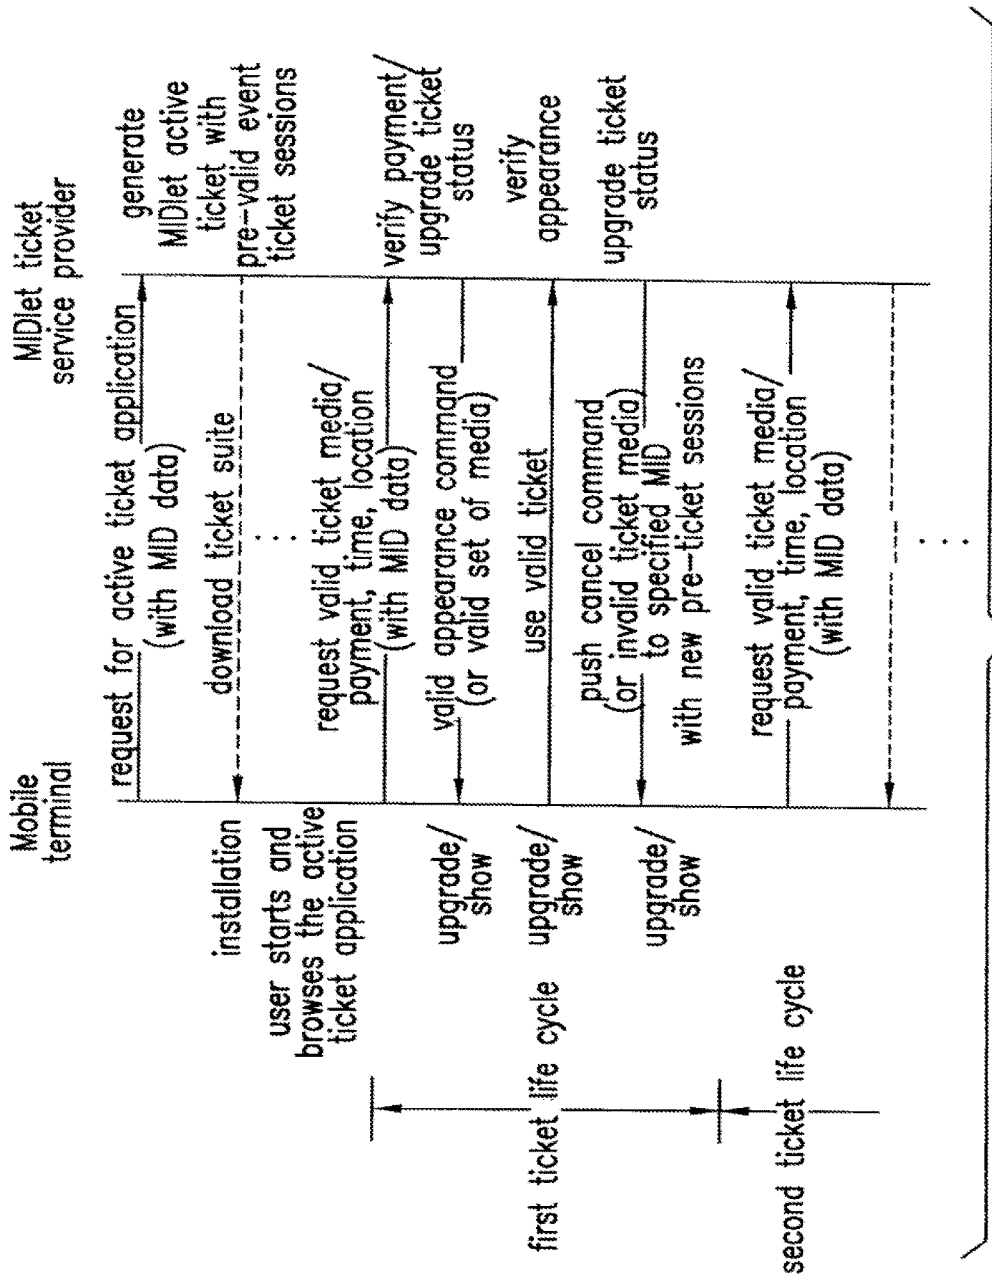 Mobile
terminal
MIDlet ticket
service provider
request for active ticket application
(with MID data)
generate
MIDlet active
ticket with
pre-valid event
ticket sessions
download ticket suite
installation
user starts and
browses the active
ticket application
request valid ticket media/
payment, time, location
(with MID data)
verify payment/
upgrade ticket
status
valid appearance command
(or valid set of media)
upgrade/
show
use valid ticket
verify
appearance
upgrade/
show
push cancel command
(or invalid ticket media)
to specified MID
with new pre-ticket sessions
upgrade ticket
status
upgrade/
show
request valid ticket media/
payment, time, location
(with MID data)
first ticket life cycle
second ticket life cycle